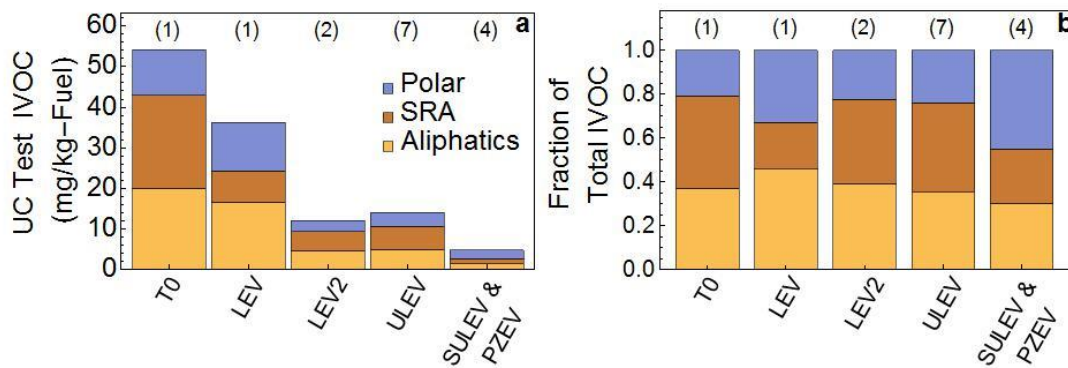 UC Test IVOC
(mg/kg–Fuel)
60
50
40
30
20
10
0
(1)
(1)
(2)
(7)
(4)
a
Polar
SRA
Aliphatics
T0
LEV
LEV2
ULEV
SULEV &
PZEV
Fraction of
Total IVOC
1.0
0.8
0.6
0.4
0.2
0.0
(1)
(1)
(2)
(7)
(4)
b
T0
LEV
LEV2
ULEV
SULEV &
PZEV